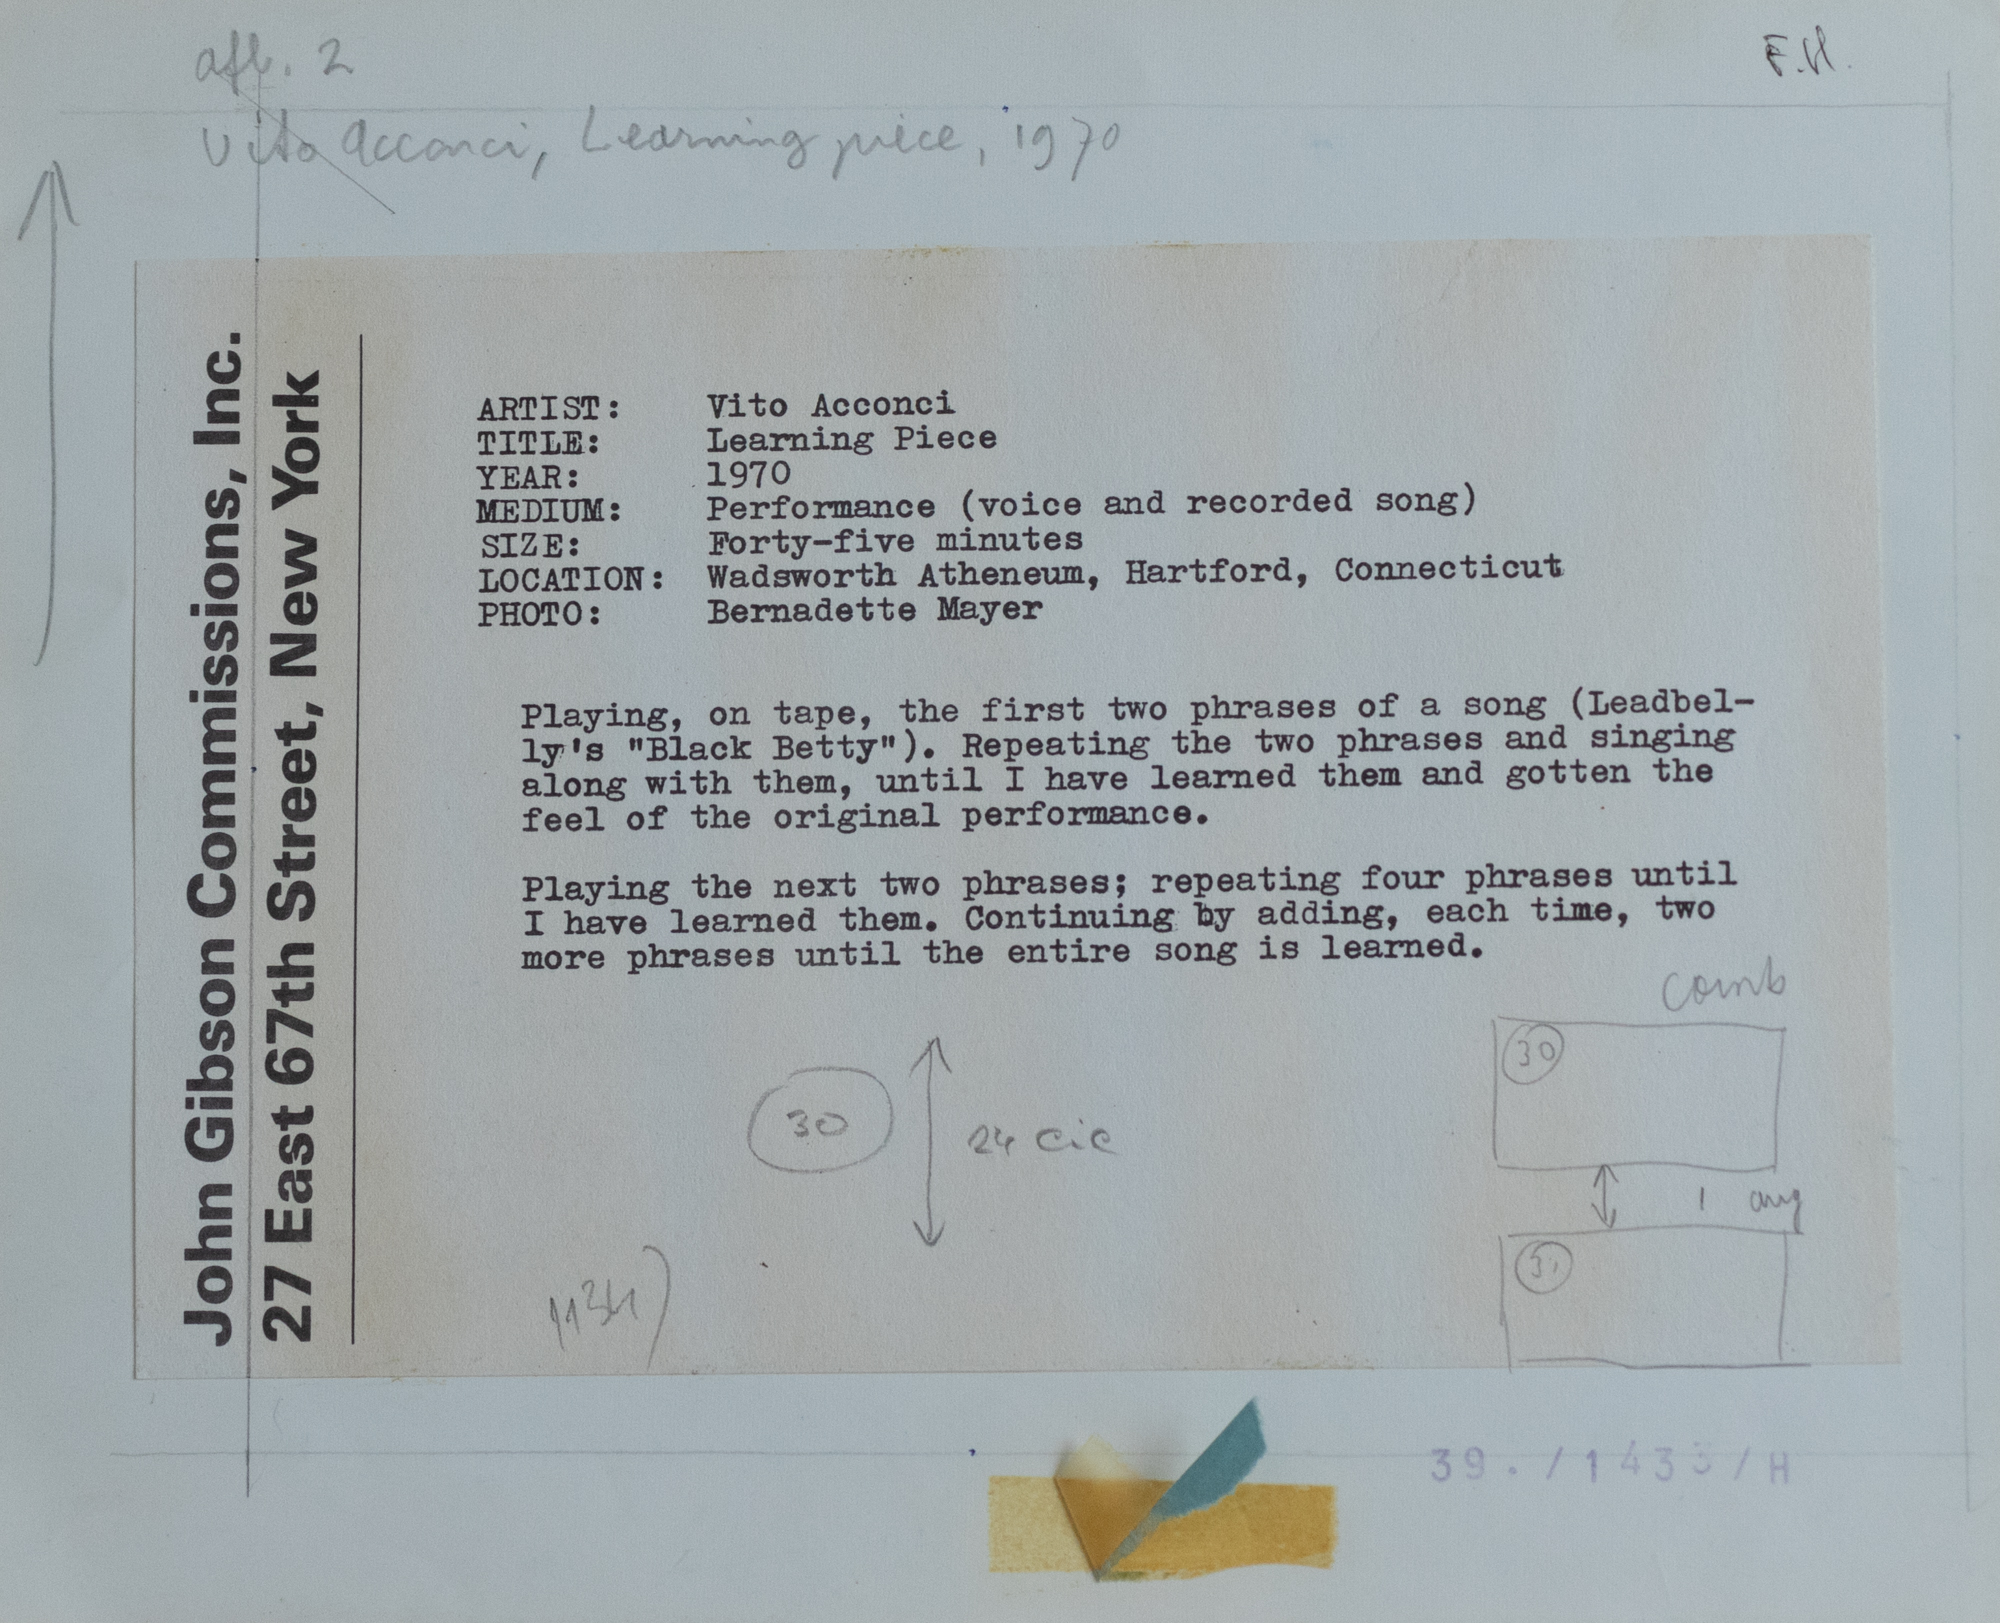 afb. 2
F.H.
Vito Acconci, Learning piece, 1970
John Gibson Commissions, Inc.
27 East 67th Street, New York
ARTIST: Vito Acconci
TITLE: Learning Piece
YEAR: 1970
MEDIUM: Performance (voice and recorded song)
SIZE: Forty-five minutes
LOCATION: Wadsworth Atheneum, Hartford, Connecticut
PHOTO: Bernadette Mayer
Playing, on tape, the first two phrases of a song (Leadbel-
ly's "Black Betty"). Repeating the two phrases and singing
along with them, until I have learned them and gotten the
feel of the original performance.
Playing the next two phrases; repeating four phrases until
I have learned them. Continuing by adding, each time, two
more phrases until the entire song is learned.
comb
30
30
24 cic
1 aug
31